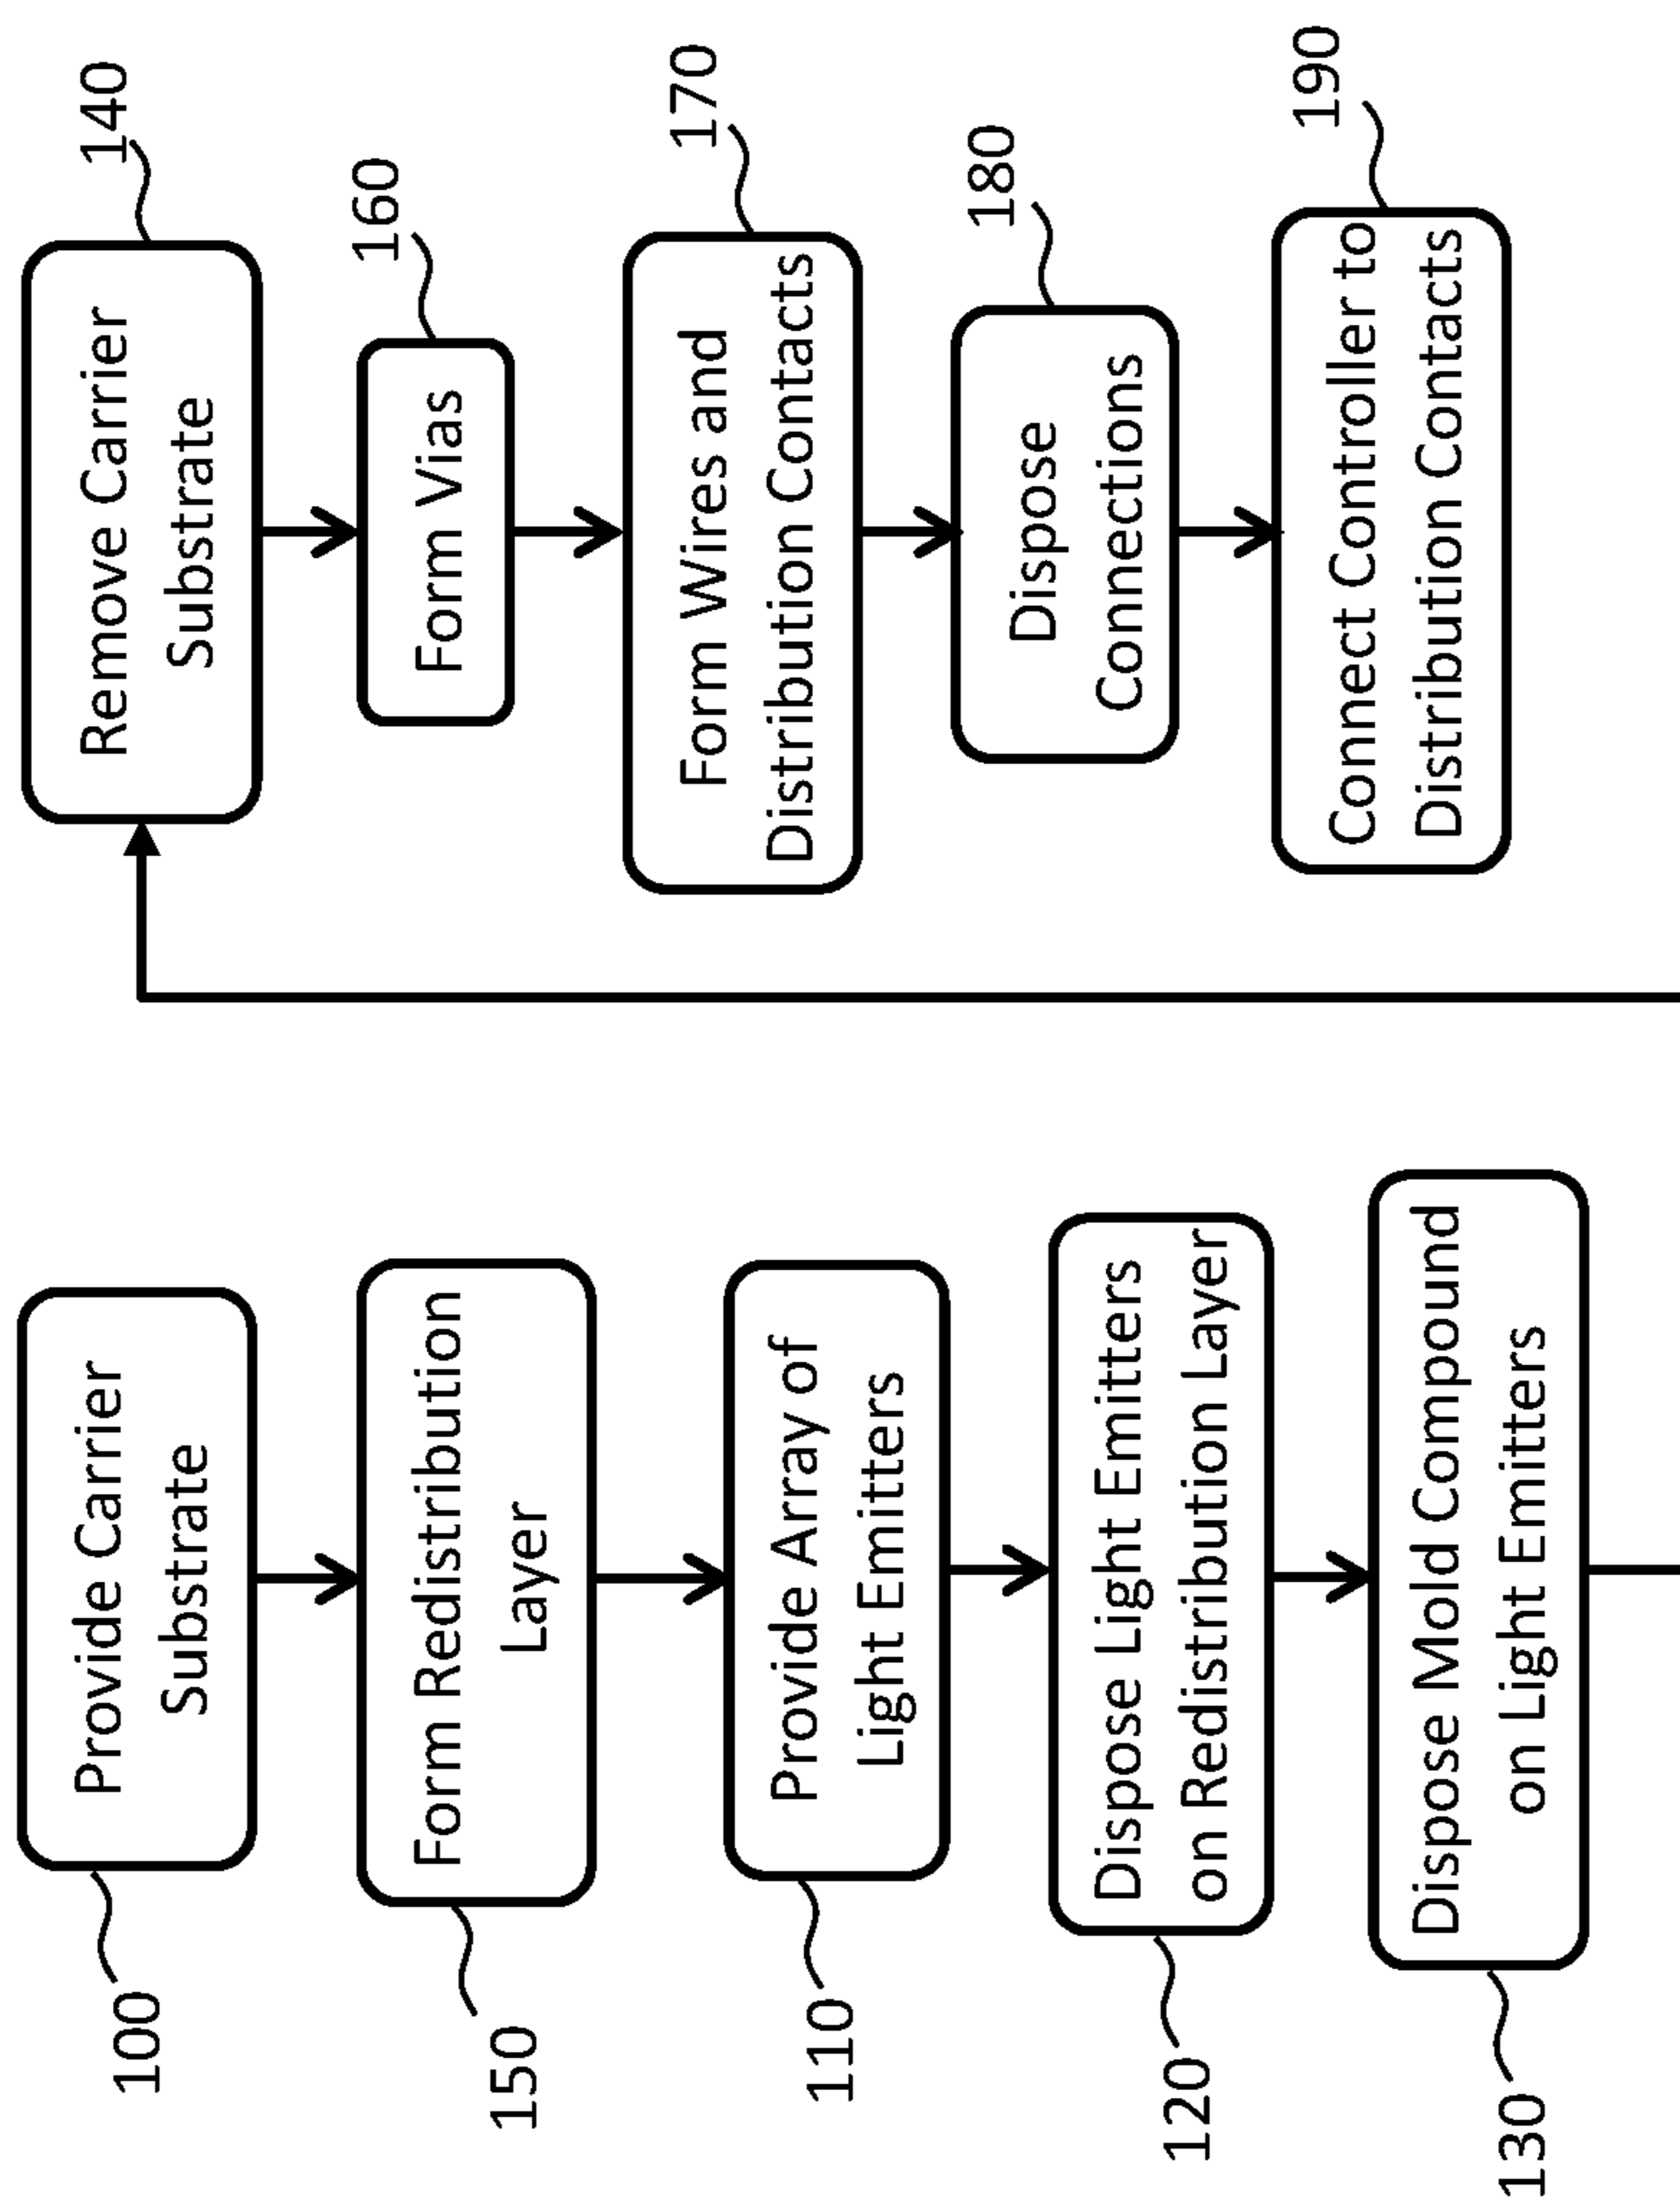 100
Provide Carrier
Substrate
150
Form Redistribution
Layer
110
Provide Array of
Light Emitters
120
Dispose Light Emitters
on Redistribution Layer
130
Dispose Mold Compound
on Light Emitters
140
Remove Carrier
Substrate
160
Form Vias
170
Form Wires and
Distribution Contacts
180
Dispose
Connections
190
Connect Controller to
Distribution Contacts